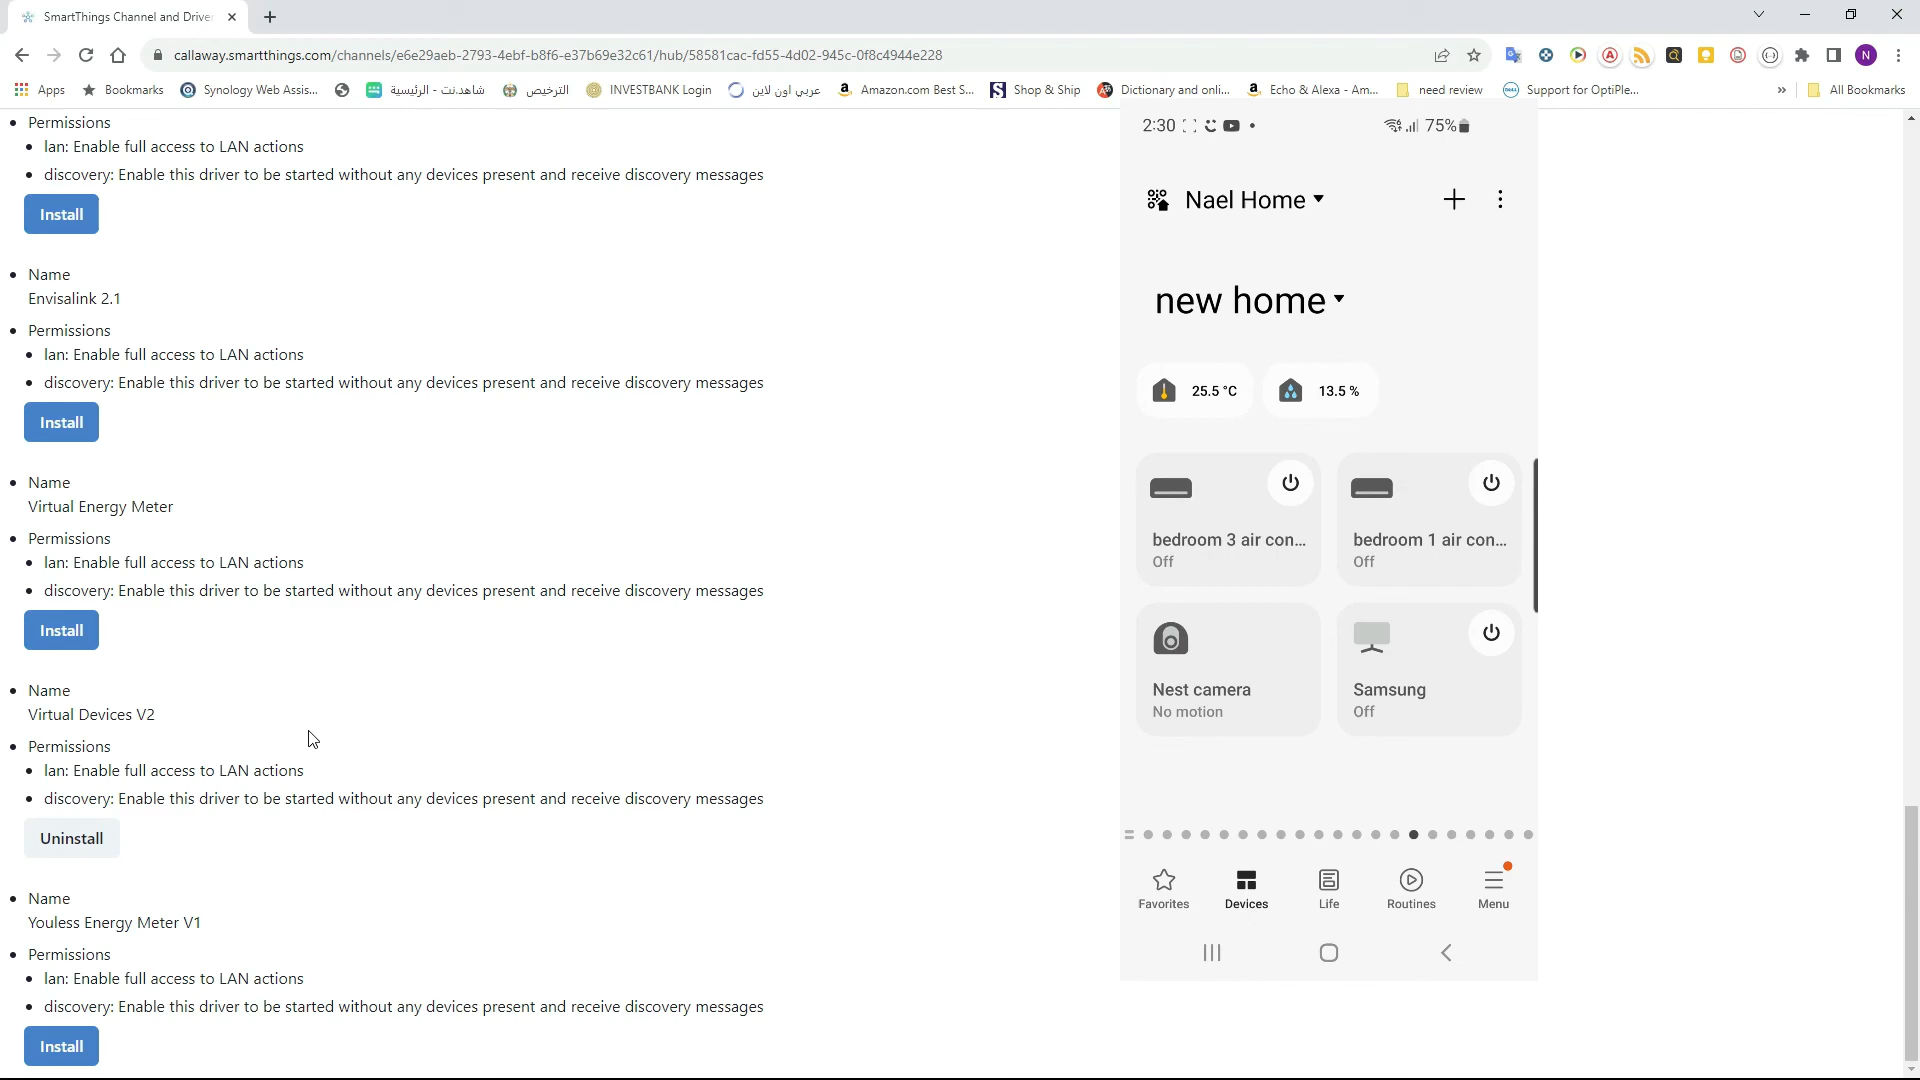 SmartThings Channel and Driver
callaway.smartthings.com/channels/e6e29aeb-2793-4ebf-b8f6-e37b69e32c61/hub/58581cac-fd55-4d02-945c-0f8c4944e228
N
Apps
Bookmarks
Synology Web Assis...
شاهد.نت - الرئيسية
الترخيص
INVESTBANK Login
عربي اون لاين
Amazon.com Best S...
Shop & Ship
Dictionary and onli...
Echo & Alexa - Am...
need review
Support for OptiPle...
»
All Bookmarks
Permissions
lan: Enable full access to LAN actions
discovery: Enable this driver to be started without any devices present and receive discovery messages
Install
Name
Envisalink 2.1
Permissions
lan: Enable full access to LAN actions
discovery: Enable this driver to be started without any devices present and receive discovery messages
Install
Name
Virtual Energy Meter
Permissions
lan: Enable full access to LAN actions
discovery: Enable this driver to be started without any devices present and receive discovery messages
Install
Name
Virtual Devices V2
Permissions
lan: Enable full access to LAN actions
discovery: Enable this driver to be started without any devices present and receive discovery messages
Uninstall
Name
Youless Energy Meter V1
Permissions
lan: Enable full access to LAN actions
discovery: Enable this driver to be started without any devices present and receive discovery messages
Install
2:30
75%
Nael Home
new home
25.5 °C
13.5 %
bedroom 3 air con...
Off
bedroom 1 air con...
Off
Nest camera
No motion
Samsung
Off
Favorites
Devices
Life
Routines
Menu